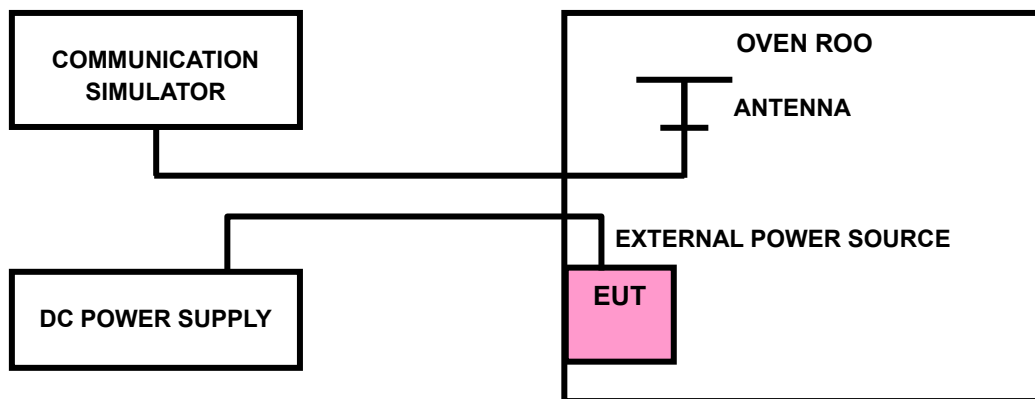 COMMUNICATION
SIMULATOR
OVEN ROO
ANTENNA
EXTERNAL POWER SOURCE
EUT
DC POWER SUPPLY